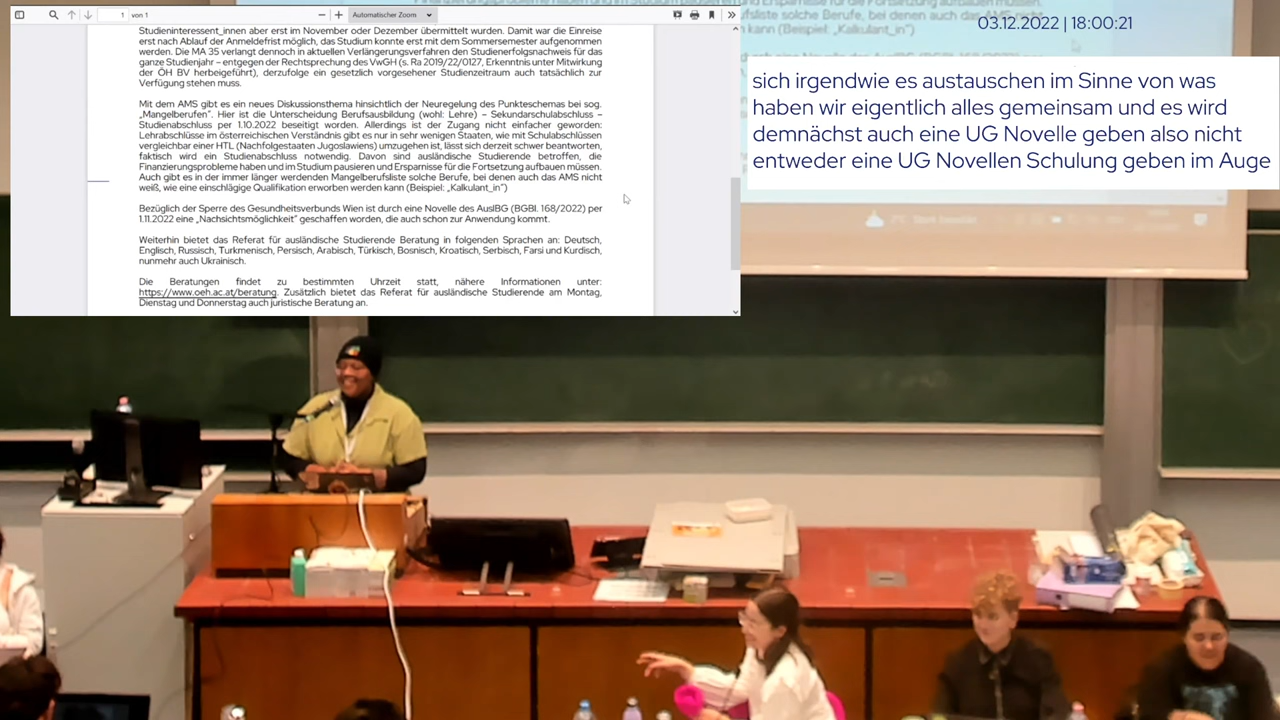 1 von 1
Automatischer Zoom
Studieninteressent_innen aber erst im November oder Dezember übermittelt wurden. Damit war die Einreise
erst nach Ablauf der Anmeldefrist möglich, das Studium konnte erst mit dem Sommersemester aufgenommen
werden. Die MA 35 verlangt dennoch in aktuellen Verlängerungsverfahren den Studienerfolgsnachweis für das
ganze Studienjahr – entgegen der Rechtsprechung des VwGH (s. Ra 2019/22/0127, Erkenntnis unter Mitwirkung
der ÖH BV herbeigeführt), derzufolge ein gesetzlich vorgesehener Studienzeitraum auch tatsächlich zur
Verfügung stehen muss.
Mit dem AMS gibt es ein neues Diskussionsthema hinsichtlich der Neuregelung des Punkteschemas bei sog.
„Mangelberufen“. Hier ist die Unterscheidung Berufsausbildung (wohl: Lehre) – Sekundarschulabschluss –
Studienabschluss per 1.10.2022 beseitigt worden. Allerdings ist der Zugang nicht einfacher geworden:
Lehrabschlüsse im österreichischen Verständnis gibt es nur in sehr wenigen Staaten, wie mit Schulabschlüssen
vergleichbar einer HTL (Nachfolgestaaten Jugoslawiens) umzugehen ist, lässt sich derzeit schwer beantworten,
faktisch wird ein Studienabschluss notwendig. Davon sind ausländische Studierende betroffen, die
Finanzierungsprobleme haben und im Studium pausieren und Ersparnisse für die Fortsetzung aufbauen müssen.
Auch gibt es in der immer länger werdenden Mangelberufsliste solche Berufe, bei denen auch das AMS nicht
weiß, wie eine einschlägige Qualifikation erworben werden kann (Beispiel: „Kalkulant_in“)
Bezüglich der Sperre des Gesundheitsverbunds Wien ist durch eine Novelle des AuslBG (BGBl. 168/2022) per
1.11.2022 eine „Nachsichtsmöglichkeit“ geschaffen worden, die auch schon zur Anwendung kommt.
Weiterhin bietet das Referat für ausländische Studierende Beratung in folgenden Sprachen an: Deutsch,
Englisch, Russisch, Turkmenisch, Persisch, Arabisch, Türkisch, Bosnisch, Kroatisch, Serbisch, Farsi und Kurdisch,
nunmehr auch Ukrainisch.
Die Beratungen findet zu bestimmten Uhrzeit statt, nähere Informationen unter:
https://www.oeh.ac.at/beratung. Zusätzlich bietet das Referat für ausländische Studierende am Montag,
Dienstag und Donnerstag auch juristische Beratung an.
03.12.2022 | 18:00:21
kann (Beispiel: „Kalkulant_in“)
sich irgendwie es austauschen im Sinne von was
haben wir eigentlich alles gemeinsam und es wird
demnächst auch eine UG Novelle geben also nicht
entweder eine UG Novellen Schulung geben im Auge